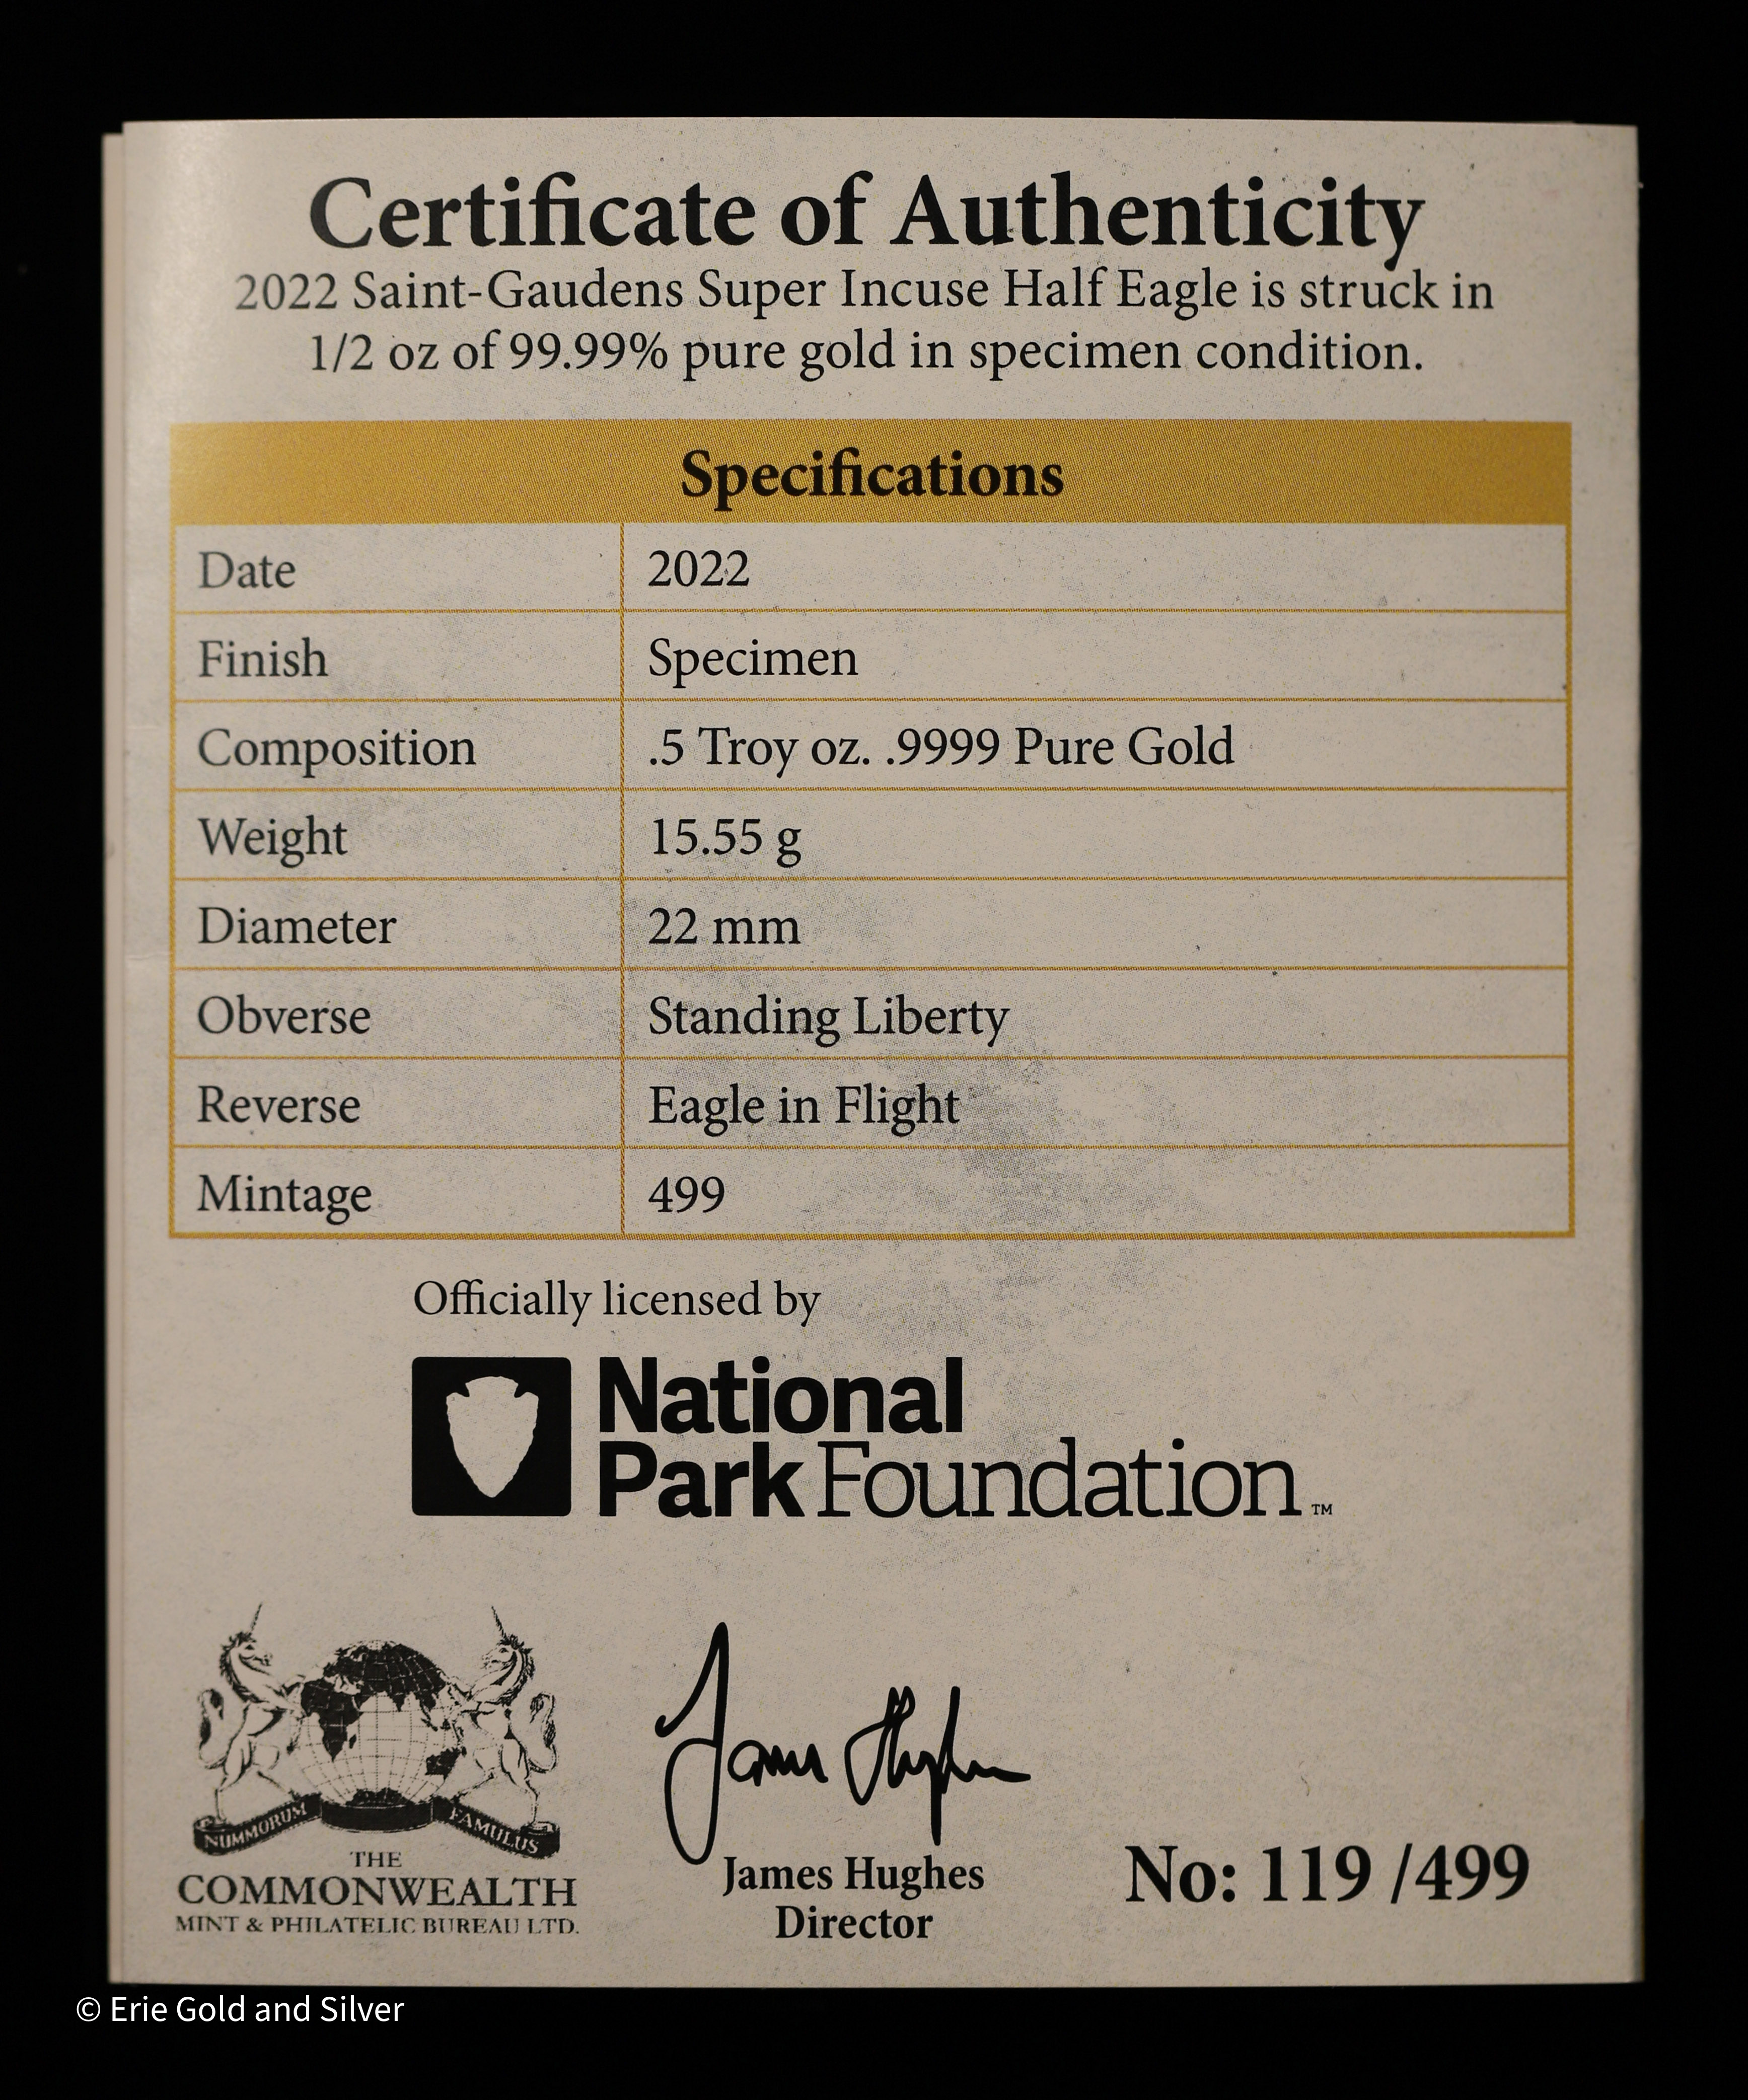 Certificate of Authenticity
2022 Saint-Gaudens Super Incuse Half Eagle is struck in
1/2 oz of 99.99% pure gold in specimen condition.
Specifications
Date 2022
Finish Specimen
Composition .5 Troy oz. .9999 Pure Gold
Weight 15.55 g
Diameter 22 mm
Obverse Standing Liberty
Reverse Eagle in Flight
Mintage 499
Officially licensed by
National
Park Foundation™
NUMMORUM FAMULUS
THE
COMMONWEALTH
MINT & PHILATELIC BUREAU LTD.
James Hughes
James Hughes
Director
No: 119 /499
© Erie Gold and Silver